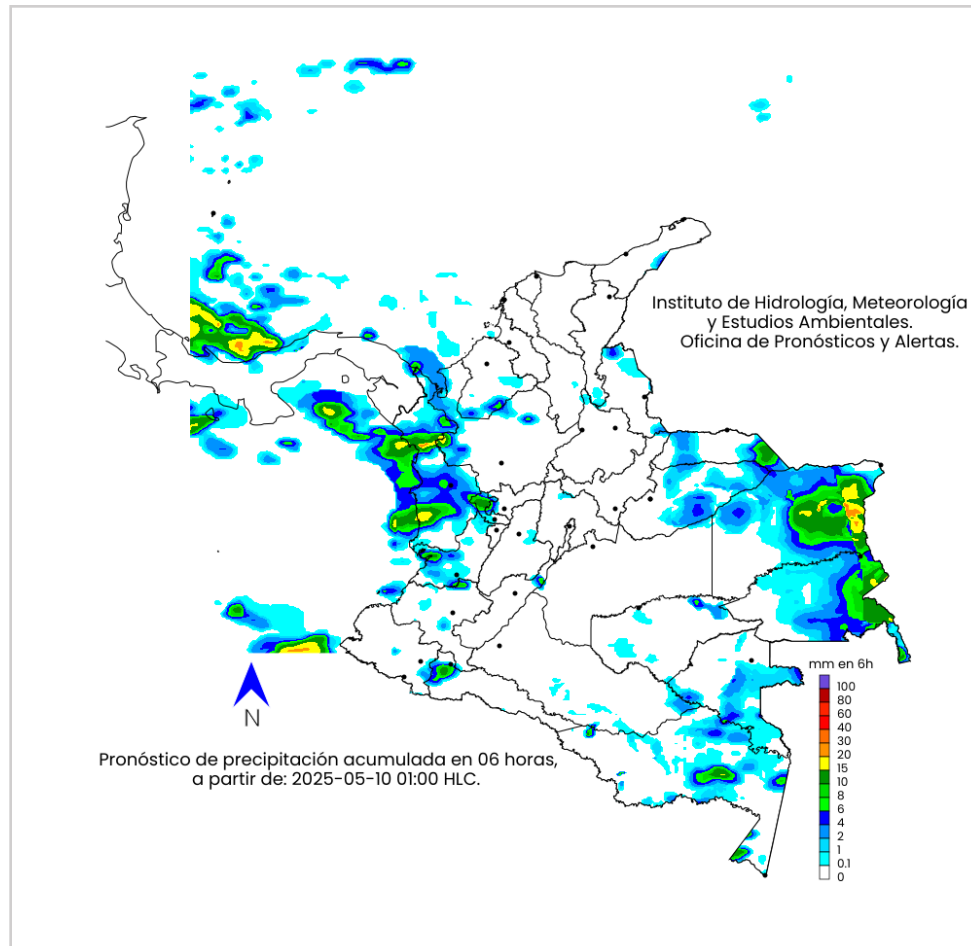 Instituto de Hidrología, Meteorología
y Estudios Ambientales.
Oficina de Pronósticos y Alertas.
mm en 6h
100
80
60
40
30
20
15
10
8
6
4
2
1
0.1
0
N
Pronóstico de precipitación acumulada en 06 horas,
a partir de: 2025-05-10 01:00 HLC.